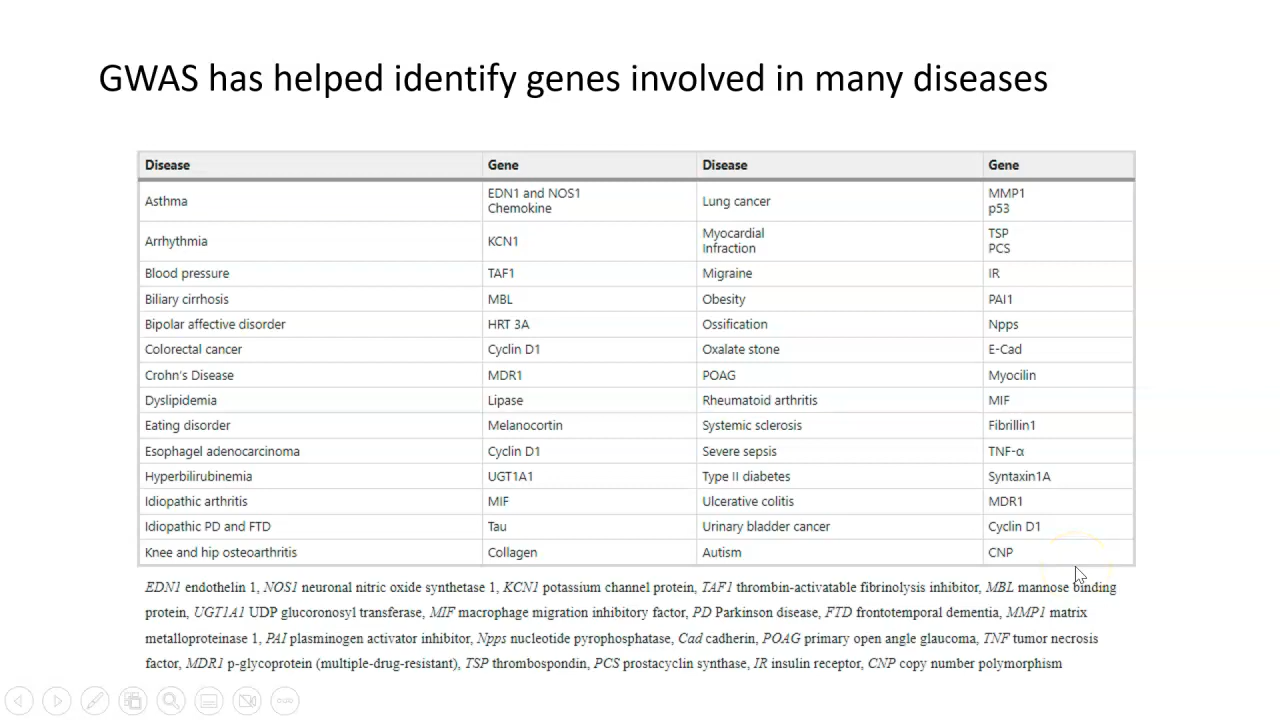 GWAS has helped identify genes involved in many diseases
Disease Gene Disease Gene
Asthma EDN1 and NOS1 Chemokine Lung cancer MMP1 p53
Arrhythmia KCN1 Myocardial Infraction TSP PCS
Blood pressure TAF1 Migraine IR
Biliary cirrhosis MBL Obesity PAI1
Bipolar affective disorder HRT 3A Ossification Npps
Colorectal cancer Cyclin D1 Oxalate stone E-Cad
Crohn's Disease MDR1 POAG Myocilin
Dyslipidemia Lipase Rheumatoid arthritis MIF
Eating disorder Melanocortin Systemic sclerosis Fibrillin1
Esophagel adenocarcinoma Cyclin D1 Severe sepsis TNF-α
Hyperbilirubinemia UGT1A1 Type II diabetes Syntaxin1A
Idiopathic arthritis MIF Ulcerative colitis MDR1
Idiopathic PD and FTD Tau Urinary bladder cancer Cyclin D1
Knee and hip osteoarthritis Collagen Autism CNP
EDN1 endothelin 1, NOS1 neuronal nitric oxide synthetase 1, KCN1 potassium channel protein, TAF1 thrombin-activatable fibrinolysis inhibitor, MBL mannose binding
protein, UGT1A1 UDP glucoronosyl transferase, MIF macrophage migration inhibitory factor, PD Parkinson disease, FTD frontotemporal dementia, MMP1 matrix
metalloproteinase 1, PAI plasminogen activator inhibitor, Npps nucleotide pyrophosphatase, Cad cadherin, POAG primary open angle glaucoma, TNF tumor necrosis
factor, MDR1 p-glycoprotein (multiple-drug-resistant), TSP thrombospondin, PCS prostacyclin synthase, IR insulin receptor, CNP copy number polymorphism